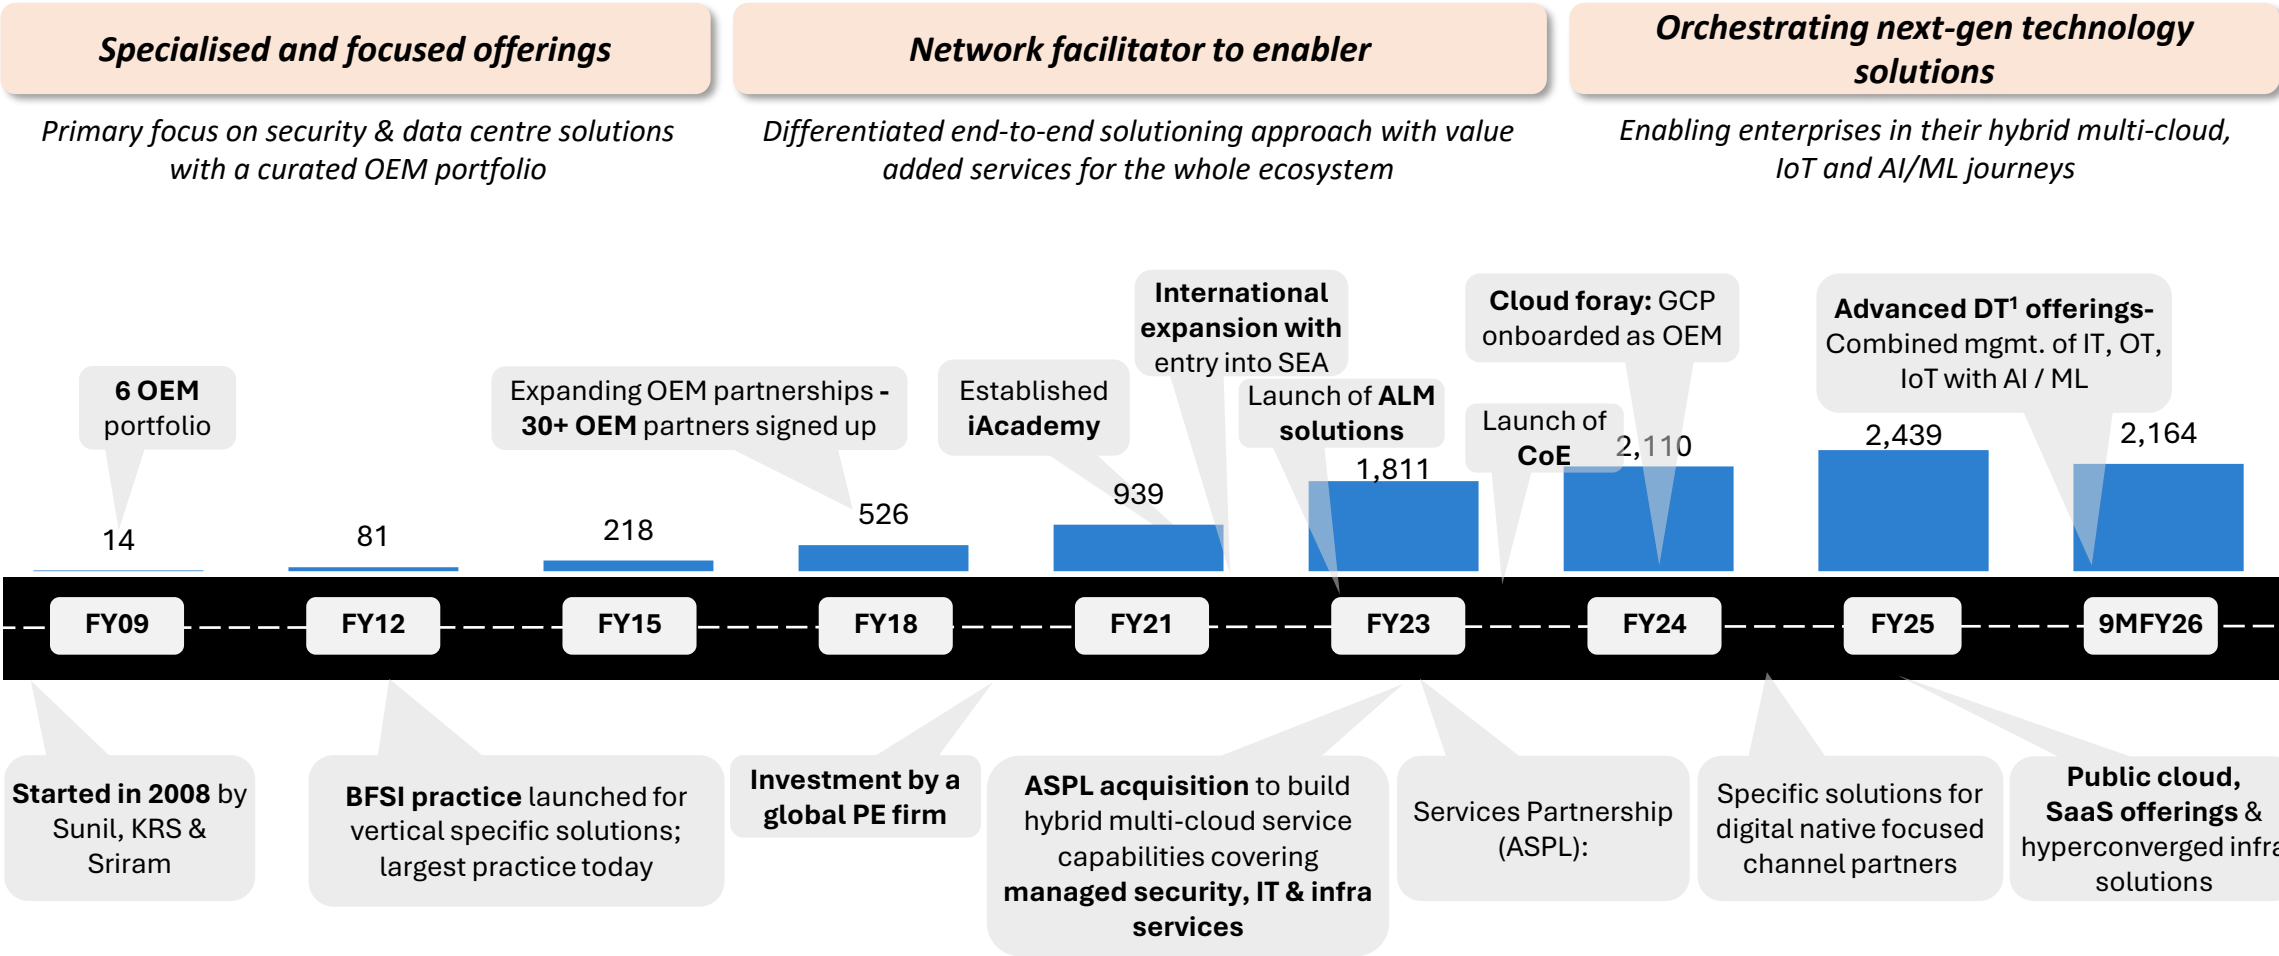 Specialised and focused offerings
Network facilitator to enabler
Orchestrating next-gen technology
solutions
Primary focus on security & data centre solutions
with a curated OEM portfolio
Differentiated end-to-end solutioning approach with value
added services for the whole ecosystem
Enabling enterprises in their hybrid multi-cloud,
IoT and AI/ML journeys
6 OEM
portfolio
Expanding OEM partnerships -
30+ OEM partners signed up
Established
iAcademy
International
expansion with
entry into SEA
Launch of ALM
solutions
Launch of
CoE
Cloud foray: GCP
onboarded as OEM
Advanced DT¹ offerings-
Combined mgmt. of IT, OT,
IoT with AI / ML
14
81
218
526
939
1,811
2,110
2,439
2,164
FY09
FY12
FY15
FY18
FY21
FY23
FY24
FY25
9MFY26
Started in 2008 by
Sunil, KRS &
Sriram
BFSI practice launched for
vertical specific solutions;
largest practice today
Investment by a
global PE firm
ASPL acquisition to build
hybrid multi-cloud service
capabilities covering
managed security, IT & infra
services
Services Partnership
(ASPL):
Specific solutions for
digital native focused
channel partners
Public cloud,
SaaS offerings &
hyperconverged infra
solutions